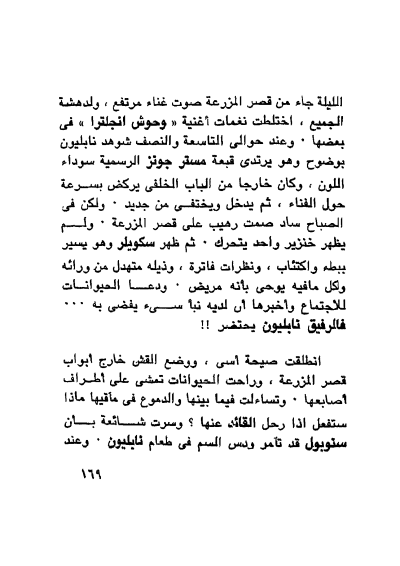 الليلة جاء من قصر المزرعة صوت غناء مرتفع ، ولدهشة
الجميع ، اختلطت نغمات أغنية « وحوش انجلترا » فى
بعضها ٠ وعند حوالى التاسعة والنصف شوهد نابليون
بوضوح وهو يرتدى قبعة مستر جونز الرسمية سوداء
اللون ، وكان خارجا من الباب الخلفى يركض بسرعة
حول الفناء ، ثم يدخل ويختفى من جديد ٠ ولكن فى
الصباح ساد صمت رهيب على قصر المزرعة ٠ ولم
يظهر خنزير واحد يتحرك ٠ ثم ظهر سكويلر وهو يسير
ببطء واكتئاب ، ونظرات فاترة ، وذيله متهدل من ورائه
وكل مافيه يوحى بأنه مريض ٠ ودعا الحيوانات
للاجتماع وأخبرها أن لديه نبأ سىء يفضى به ٠٠٠
فالرفيق نابليون يحتضر !!
انطلقت صيحة أسى ، ووضع القش خارج أبواب
قصر المزرعة ، وراحت الحيوانات تمشى على أطراف
أصابعها ٠ وتساءلت فيما بينها والدموع فى مآقيها ماذا
ستفعل اذا رحل القائد عنها ؟ وسرت شائعة بأن
سنوبول قد تآمر ودس السم فى طعام نابليون ٠ وعند
١٦٩